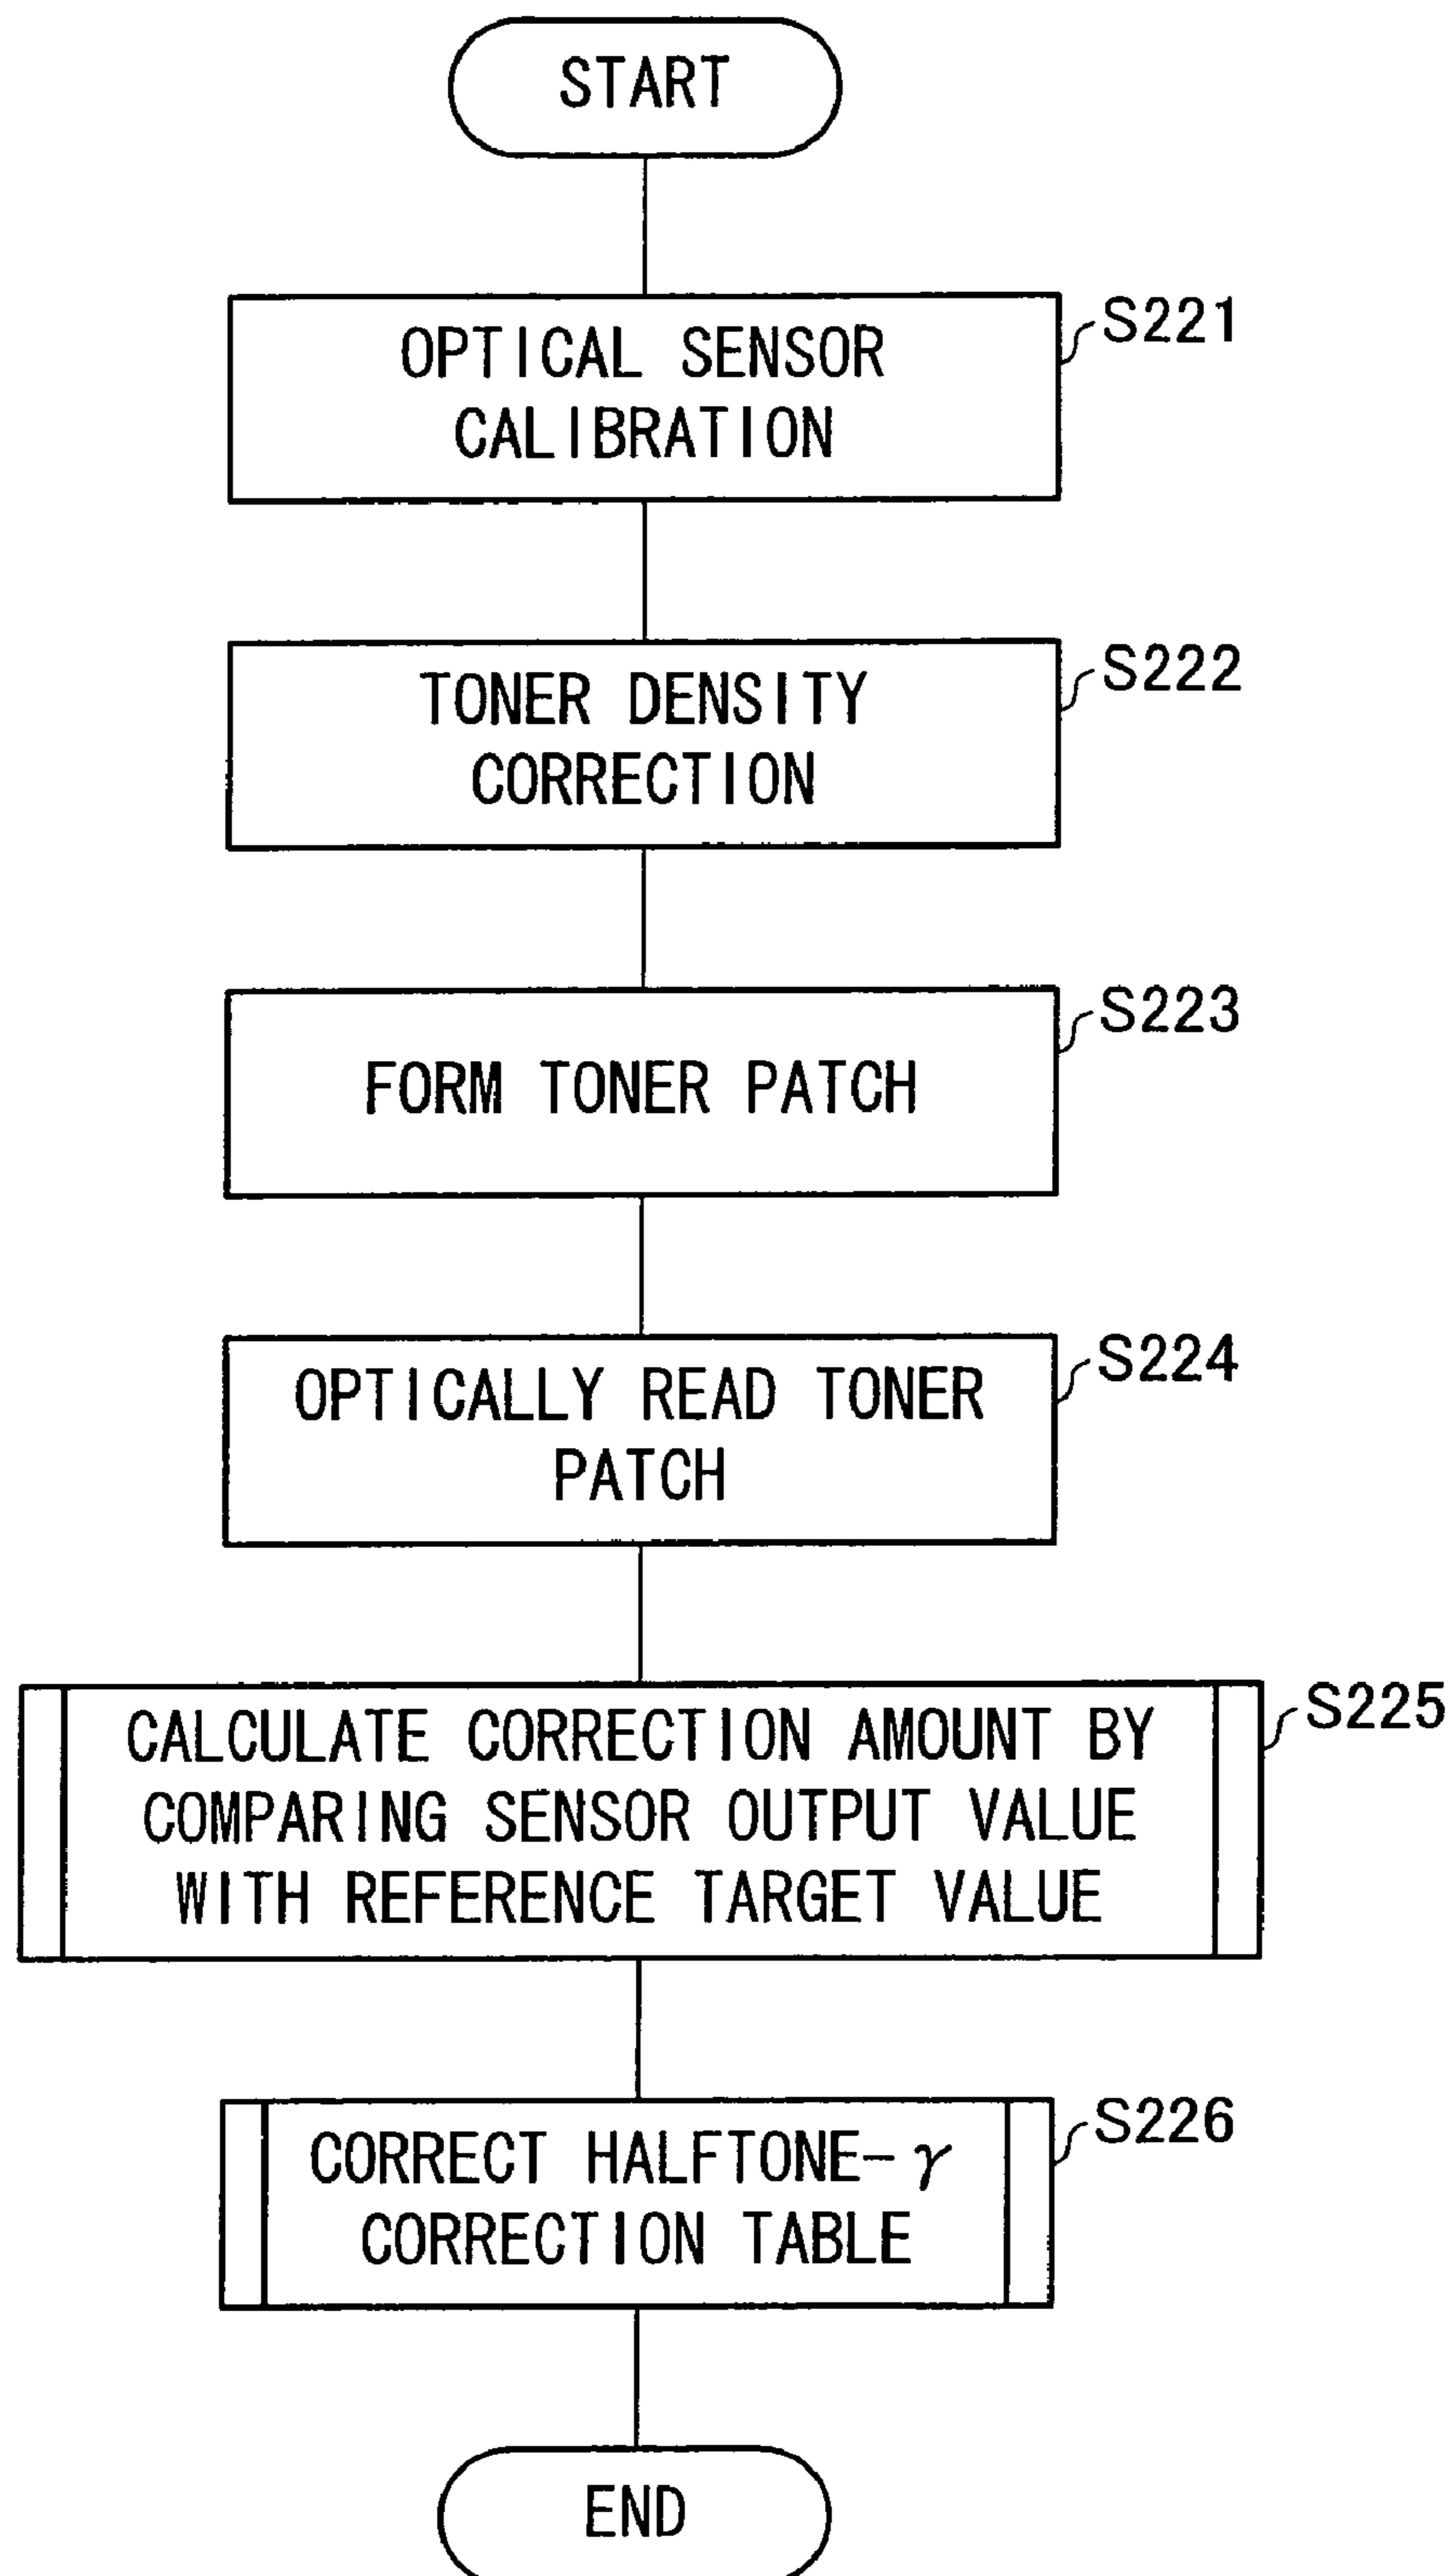 START
OPTICAL SENSOR
CALIBRATION
S221
TONER DENSITY
CORRECTION
S222
FORM TONER PATCH
S223
OPTICALLY READ TONER
PATCH
S224
CALCULATE CORRECTION AMOUNT BY
COMPARING SENSOR OUTPUT VALUE
WITH REFERENCE TARGET VALUE
S225
CORRECT HALFTONE-γ
CORRECTION TABLE
S226
END